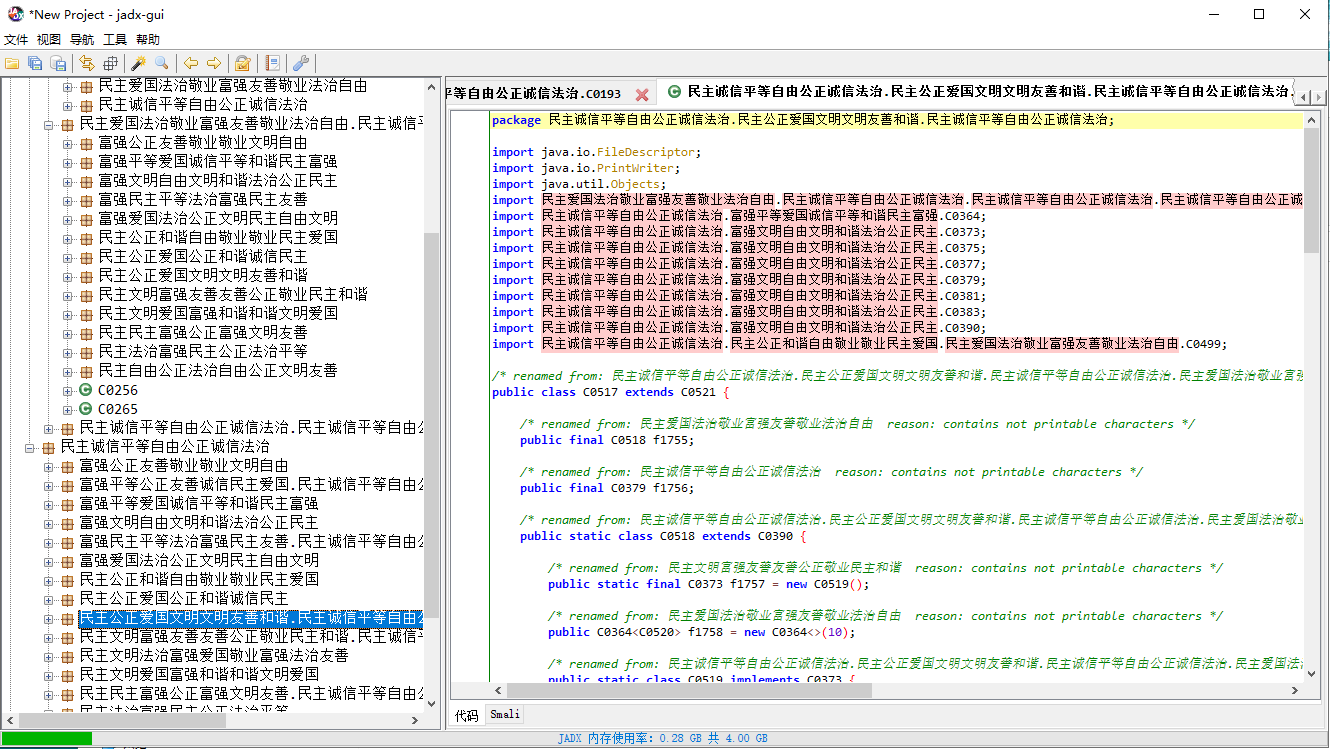 *New Project - jadx-gui
文件 视图 导航 工具 帮助
民主爱国法治敬业富强友善敬业法治自由
民主诚信平等自由公正诚信法治
民主爱国法治敬业富强友善敬业法治自由.民主诚信平
富强公正友善敬业敬业文明自由
富强平等爱国诚信平等和谐民主富强
富强文明自由文明和谐法治公正民主
富强民主平等法治富强民主友善
富强爱国法治公正文明民主自由文明
民主公正和谐自由敬业敬业民主爱国
民主公正爱国公正和谐诚信民主
民主公正爱国文明文明友善和谐
民主文明富强友善友善公正敬业民主和谐
民主文明爱国富强和谐和谐文明爱国
民主民主富强公正富强文明友善
民主法治富强民主公正法治平等
民主自由公正法治自由公正文明友善
C0256
C0265
民主诚信平等自由公正诚信法治.民主诚信平等自由公
民主诚信平等自由公正诚信法治
富强公正友善敬业敬业文明自由
富强平等公正友善诚信民主爱国.民主诚信平等自由公
富强平等爱国诚信平等和谐民主富强
富强文明自由文明和谐法治公正民主
富强民主平等法治富强民主友善.民主诚信平等自由公
富强爱国法治公正文明民主自由文明
民主公正和谐自由敬业敬业民主爱国
民主公正爱国公正和谐诚信民主
民主公正爱国文明文明友善和谐.民主诚信平等自由公
民主文明富强友善友善公正敬业民主和谐.民主诚信平
民主文明法治富强爱国敬业富强法治友善
民主文明爱国富强和谐和谐文明爱国
民主民主富强公正富强文明友善.民主诚信平等自由公
民主法治富强民主公正法治平等
平等自由公正诚信法治.C0193
民主诚信平等自由公正诚信法治.民主公正爱国文明文明友善和谐.民主诚信平等自由公正诚信法治.
package 民主诚信平等自由公正诚信法治.民主公正爱国文明文明友善和谐.民主诚信平等自由公正诚信法治;
import java.io.FileDescriptor;
import java.io.PrintWriter;
import java.util.Objects;
import 民主爱国法治敬业富强友善敬业法治自由.民主诚信平等自由公正诚信法治.民主诚信平等自由公正诚信法治.民主诚信平等自由公正诚
import 民主诚信平等自由公正诚信法治.富强平等爱国诚信平等和谐民主富强.C0364;
import 民主诚信平等自由公正诚信法治.富强文明自由文明和谐法治公正民主.C0373;
import 民主诚信平等自由公正诚信法治.富强文明自由文明和谐法治公正民主.C0375;
import 民主诚信平等自由公正诚信法治.富强文明自由文明和谐法治公正民主.C0377;
import 民主诚信平等自由公正诚信法治.富强文明自由文明和谐法治公正民主.C0379;
import 民主诚信平等自由公正诚信法治.富强文明自由文明和谐法治公正民主.C0381;
import 民主诚信平等自由公正诚信法治.富强文明自由文明和谐法治公正民主.C0383;
import 民主诚信平等自由公正诚信法治.富强文明自由文明和谐法治公正民主.C0390;
import 民主诚信平等自由公正诚信法治.民主公正和谐自由敬业敬业民主爱国.民主爱国法治敬业富强友善敬业法治自由.C0499;
/* renamed from: 民主诚信平等自由公正诚信法治.民主公正爱国文明文明友善和谐.民主诚信平等自由公正诚信法治.民主爱国法治敬业富强
public class C0517 extends C0521 {
/* renamed from: 民主爱国法治敬业富强友善敬业法治自由  reason: contains not printable characters */
public final C0518 f1755;
/* renamed from: 民主诚信平等自由公正诚信法治  reason: contains not printable characters */
public final C0379 f1756;
/* renamed from: 民主诚信平等自由公正诚信法治.民主公正爱国文明文明友善和谐.民主诚信平等自由公正诚信法治.民主爱国法治敬业
public static class C0518 extends C0390 {
/* renamed from: 民主文明富强友善友善公正敬业民主和谐  reason: contains not printable characters */
public static final C0373 f1757 = new C0519();
/* renamed from: 民主爱国法治敬业富强友善敬业法治自由  reason: contains not printable characters */
public C0364<C0520> f1758 = new C0364<>(10);
/* renamed from: 民主诚信平等自由公正诚信法治.民主公正爱国文明文明友善和谐.民主诚信平等自由公正诚信法治.民主爱国法治
public static class C0519 implements C0373 {
代码 Smali
JADX 内存使用率: 0.28 GB 共 4.00 GB